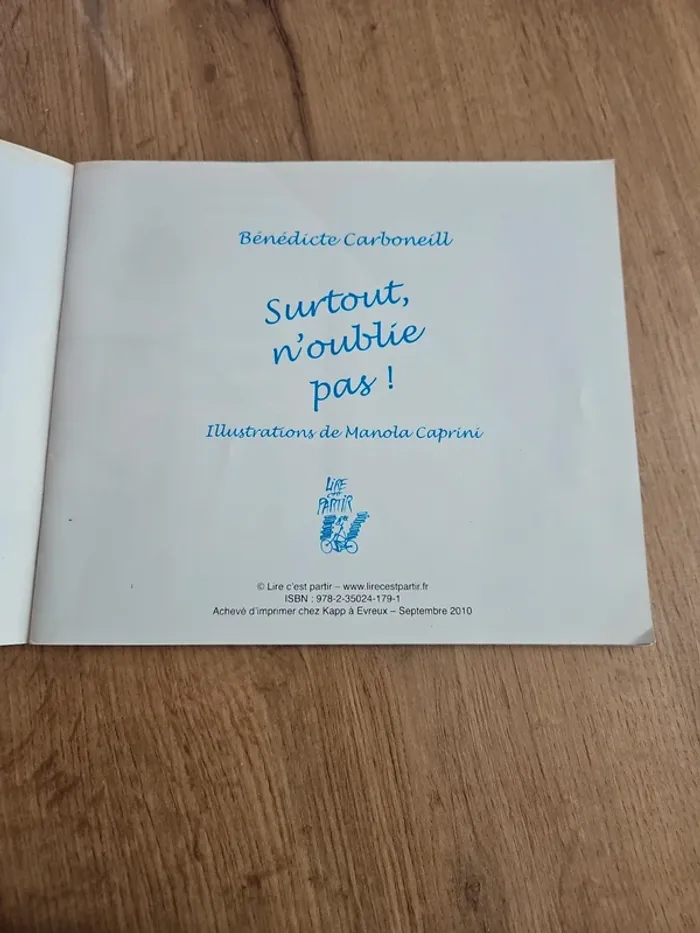 Bénédicte Carboneill
Surtout,
n'oublie
pas !
Illustrations de Manola Caprini
LIRE
c'est
PARTIR
© Lire c'est partir – www.lirecestpartir.fr
ISBN : 978-2-35024-179-1
Achevé d'imprimer chez Kapp à Evreux – Septembre 2010